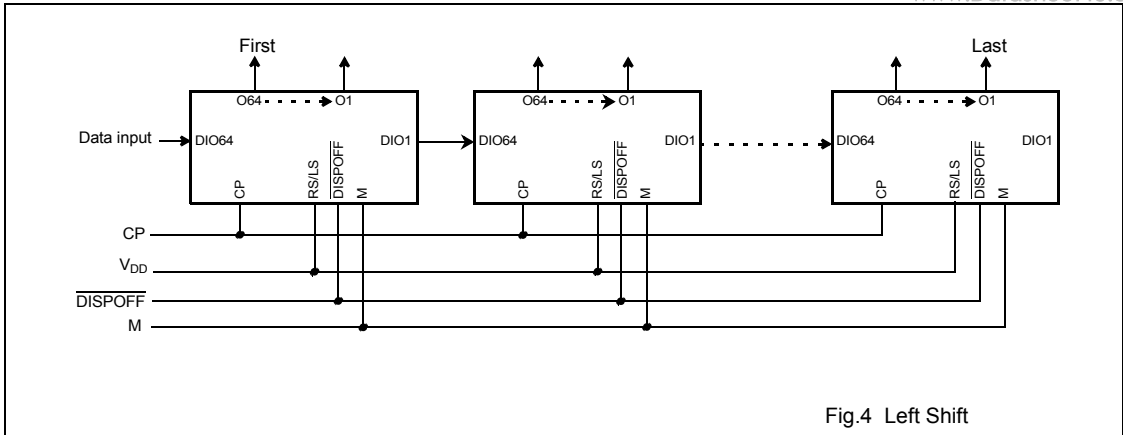 First
Last
O64 O1
O64 O1
O64 O1
Data input
DIO64
DIO1
DIO64
DIO1
DIO64
DIO1
CP
RS/LS
DISPOFF
M
CP
RS/LS
DISPOFF
M
CP
RS/LS
DISPOFF
M
CP
VDD
DISPOFF
M
Fig.4 Left Shift